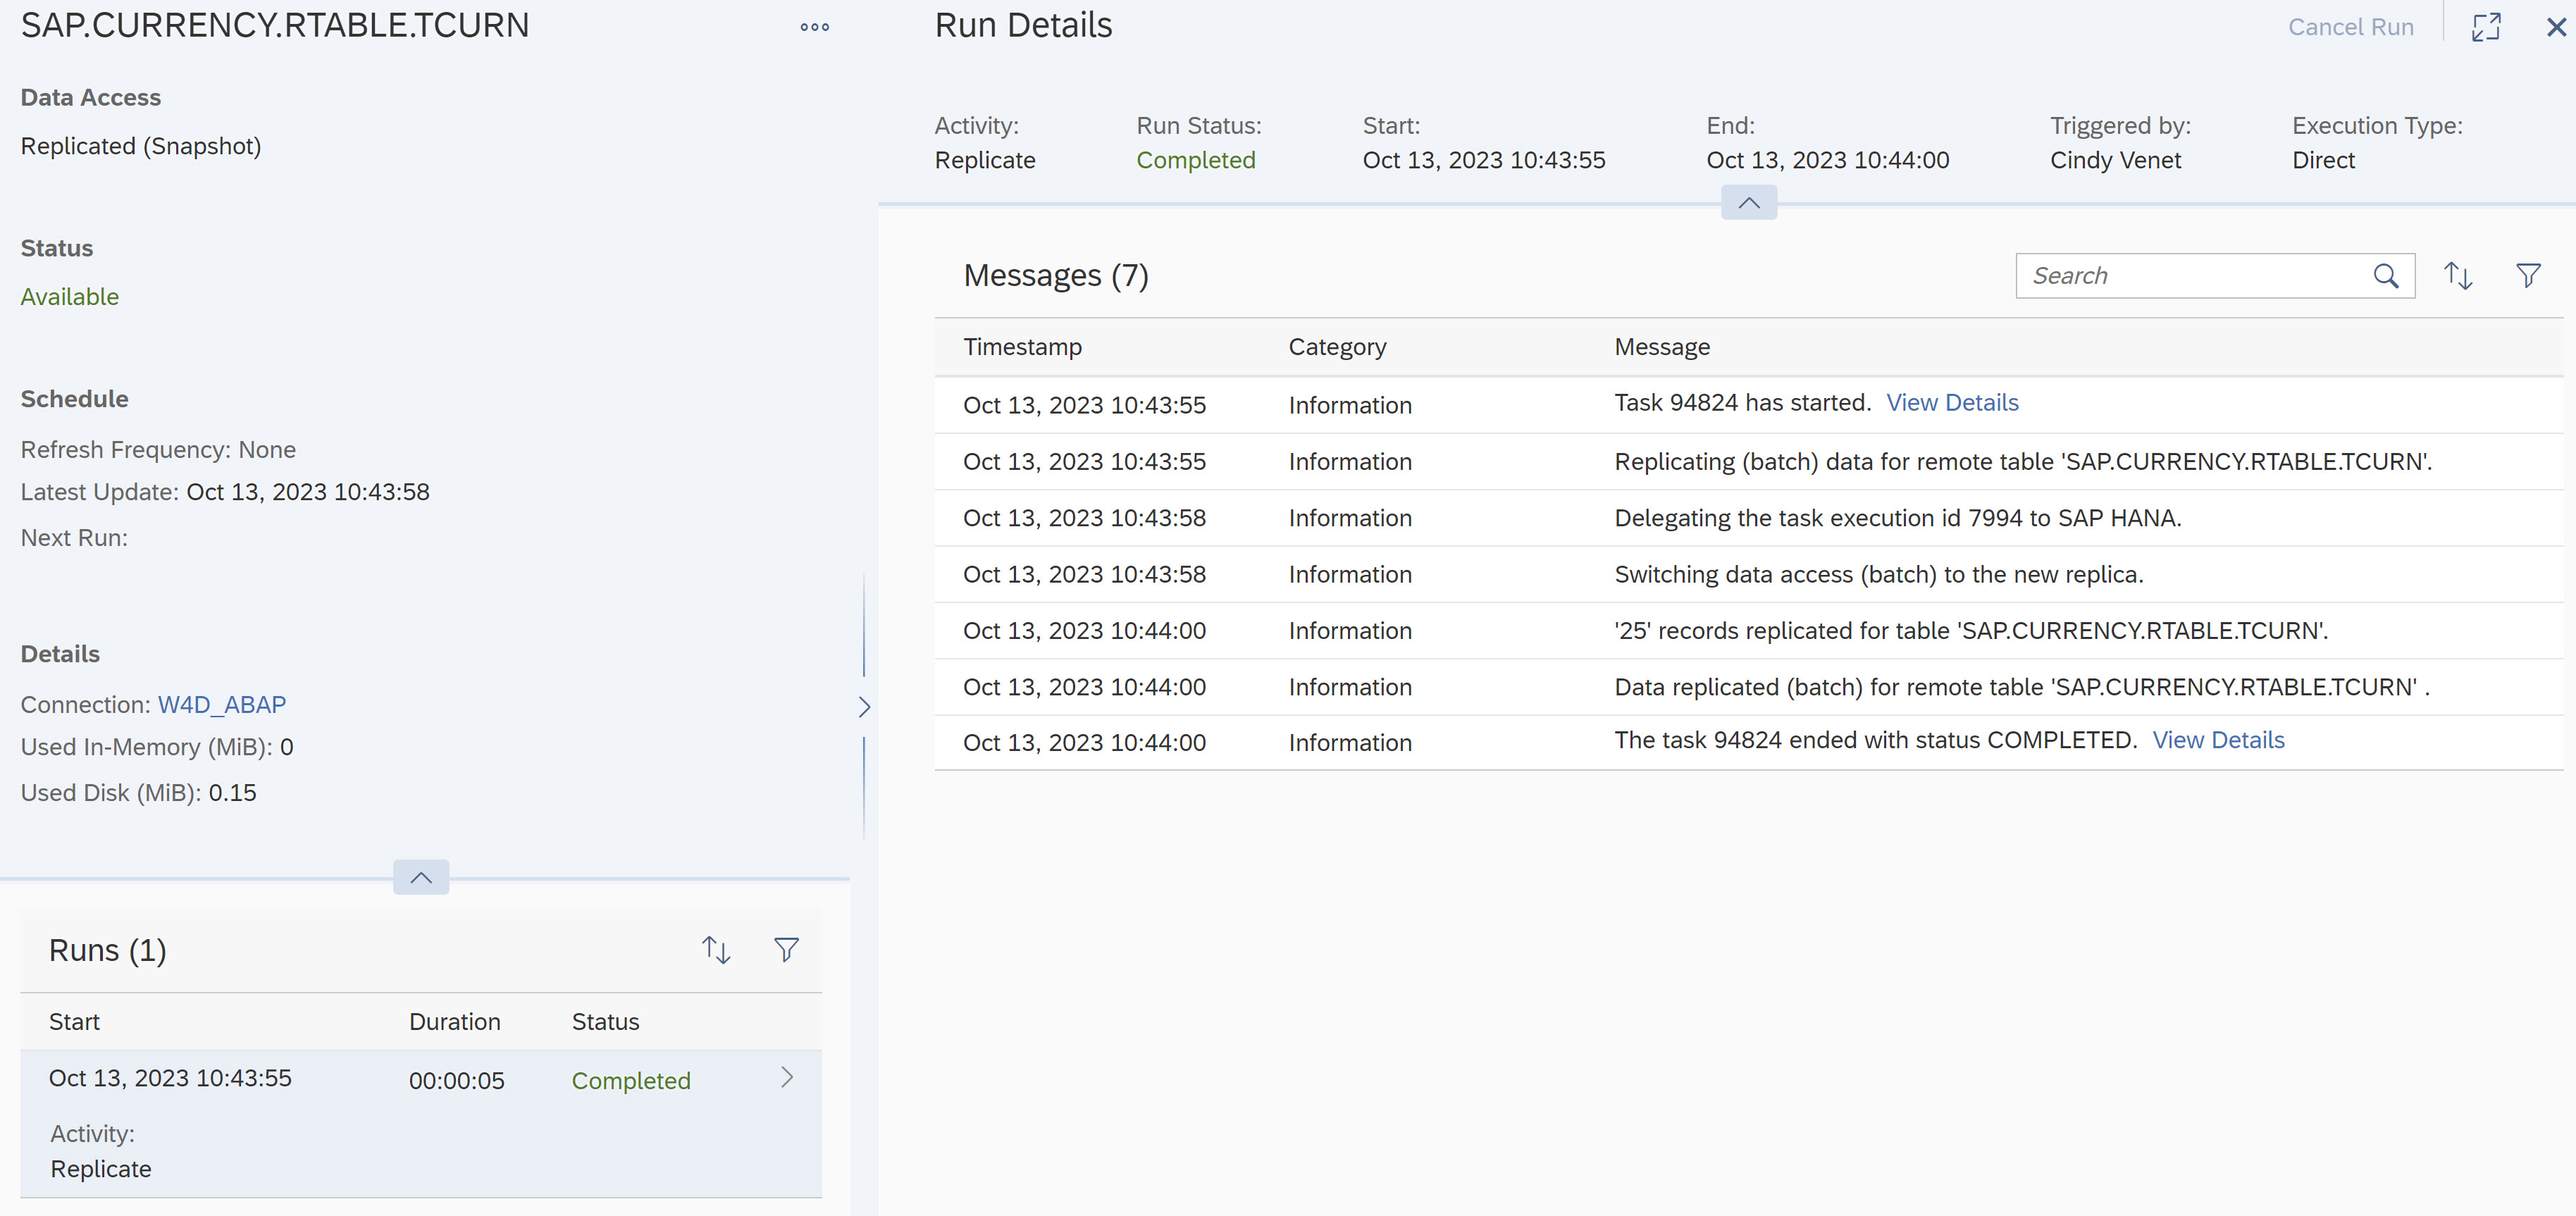 SAP.CURRENCY.RTABLE.TCURN
Data Access
Replicated (Snapshot)
Status
Available
Schedule
Refresh Frequency: None
Latest Update: Oct 13, 2023 10:43:58
Next Run:
Details
Connection: W4D_ABAP
Used In-Memory (MiB): 0
Used Disk (MiB): 0.15
Runs (1)
Start Duration Status
Oct 13, 2023 10:43:55 00:00:05 Completed
Activity:
Replicate
Run Details
Cancel Run
Activity: Run Status: Start: End: Triggered by: Execution Type:
Replicate Completed Oct 13, 2023 10:43:55 Oct 13, 2023 10:44:00 Cindy Venet Direct
Messages (7)
Search
Timestamp Category Message
Oct 13, 2023 10:43:55 Information Task 94824 has started. View Details
Oct 13, 2023 10:43:55 Information Replicating (batch) data for remote table 'SAP.CURRENCY.RTABLE.TCURN'.
Oct 13, 2023 10:43:58 Information Delegating the task execution id 7994 to SAP HANA.
Oct 13, 2023 10:43:58 Information Switching data access (batch) to the new replica.
Oct 13, 2023 10:44:00 Information '25' records replicated for table 'SAP.CURRENCY.RTABLE.TCURN'.
Oct 13, 2023 10:44:00 Information Data replicated (batch) for remote table 'SAP.CURRENCY.RTABLE.TCURN' .
Oct 13, 2023 10:44:00 Information The task 94824 ended with status COMPLETED. View Details